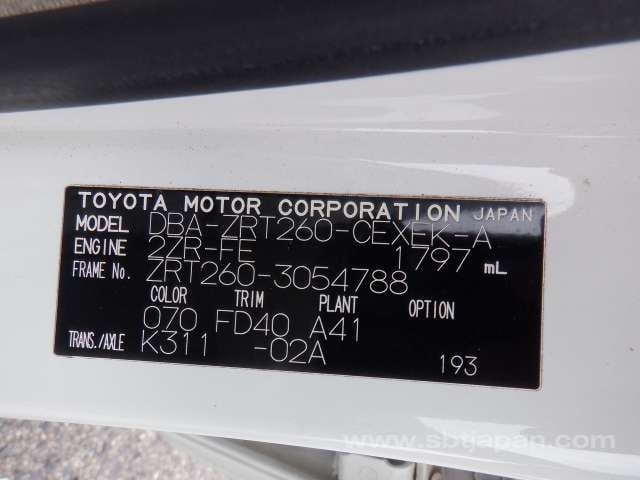 TOYOTA MOTOR CORPORATION JAPAN
MODEL DBA-ZRT260-CEXEK-A
ENGINE 2ZR-FE 1797 mL
FRAME No. ZRT260-3054788
COLOR TRIM PLANT OPTION
070 FD40 A41
TRANS./AXLE K311 -02A 193
www.sbtjapan.com